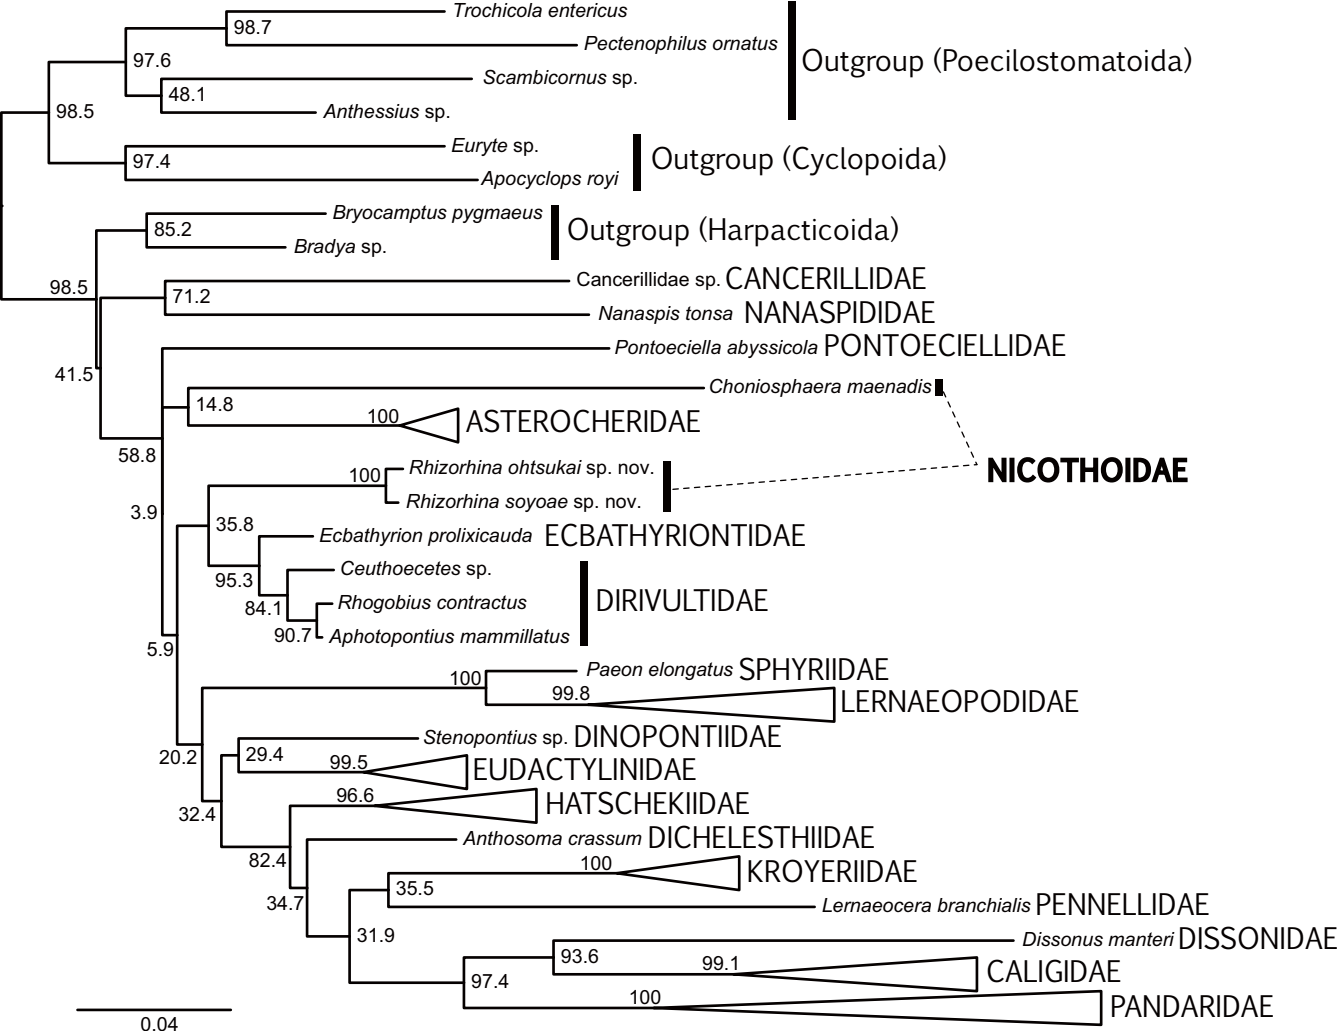 Trochicola entericus
98.7
Pectenophilus ornatus
Outgroup (Poecilostomatoida)
97.6
Scambicornus sp.
48.1
98.5
Anthessius sp.
Euryte sp.
97.4
Outgroup (Cyclopoida)
Apocyclops royi
Bryocamptus pygmaeus
85.2
Outgroup (Harpacticoida)
Bradya sp.
98.5
Cancerillidae sp. CANCERILLIDAE
71.2
Nanaspis tonsa NANASPIDIDAE
Pontoeciella abyssicola PONTOECIELLIDAE
41.5
Choniosphaera maenadis
14.8
100
ASTEROCHERIDAE
58.8
Rhizorhina ohtsukai sp. nov.
100
NICOTHOIDAE
Rhizorhina soyoae sp. nov.
3.9
35.8
Ecbathyrion prolixicauda ECBATHYRIONTIDAE
95.3
Ceuthoecetes sp.
84.1
Rhogobius contractus
DIRIVULTIDAE
90.7
Aphotopontius mammillatus
5.9
Paeon elongatus SPHYRIIDAE
100
99.8
LERNAEOPODIDAE
20.2
Stenopontius sp. DINOPONTIIDAE
29.4
99.5
EUDACTYLINIDAE
32.4
96.6
HATSCHEKIIDAE
Anthosoma crassum DICHELESTHIIDAE
82.4
100
KROYERIIDAE
35.5
34.7
Lernaeocera branchialis PENNELLIDAE
31.9
Dissonus manteri DISSONIDAE
93.6
99.1
CALIGIDAE
97.4
100
PANDARIDAE
0.04